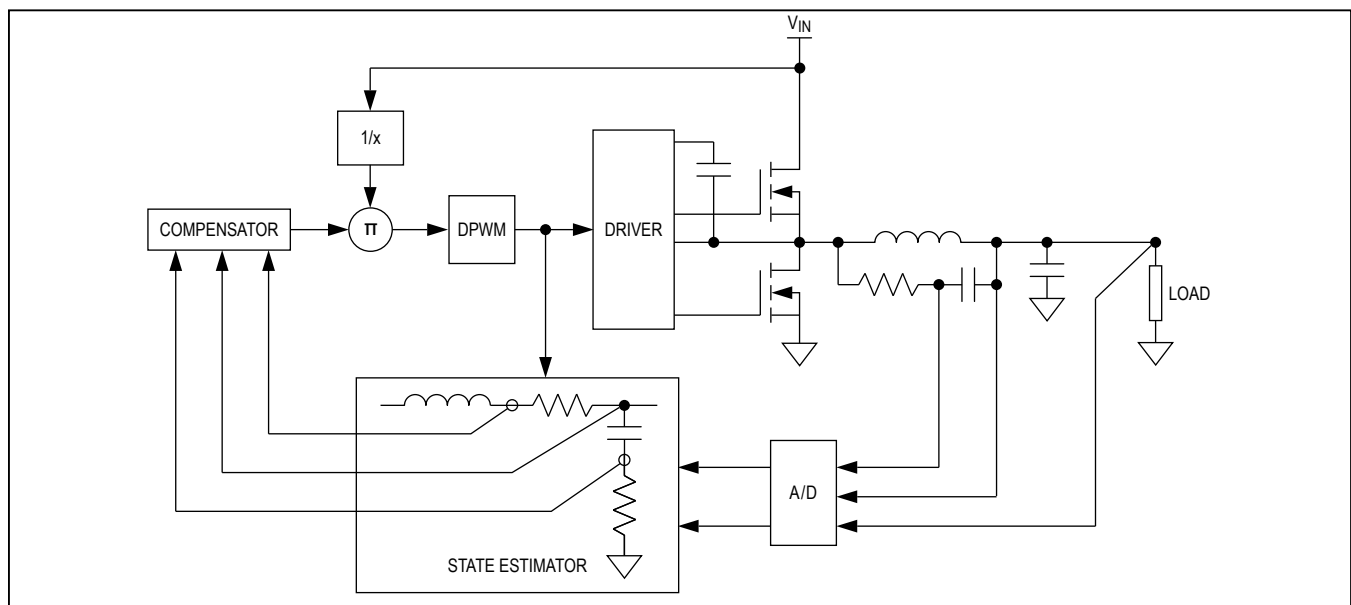 VIN
1/x
COMPENSATOR
π
DPWM
DRIVER
LOAD
A/D
STATE ESTIMATOR